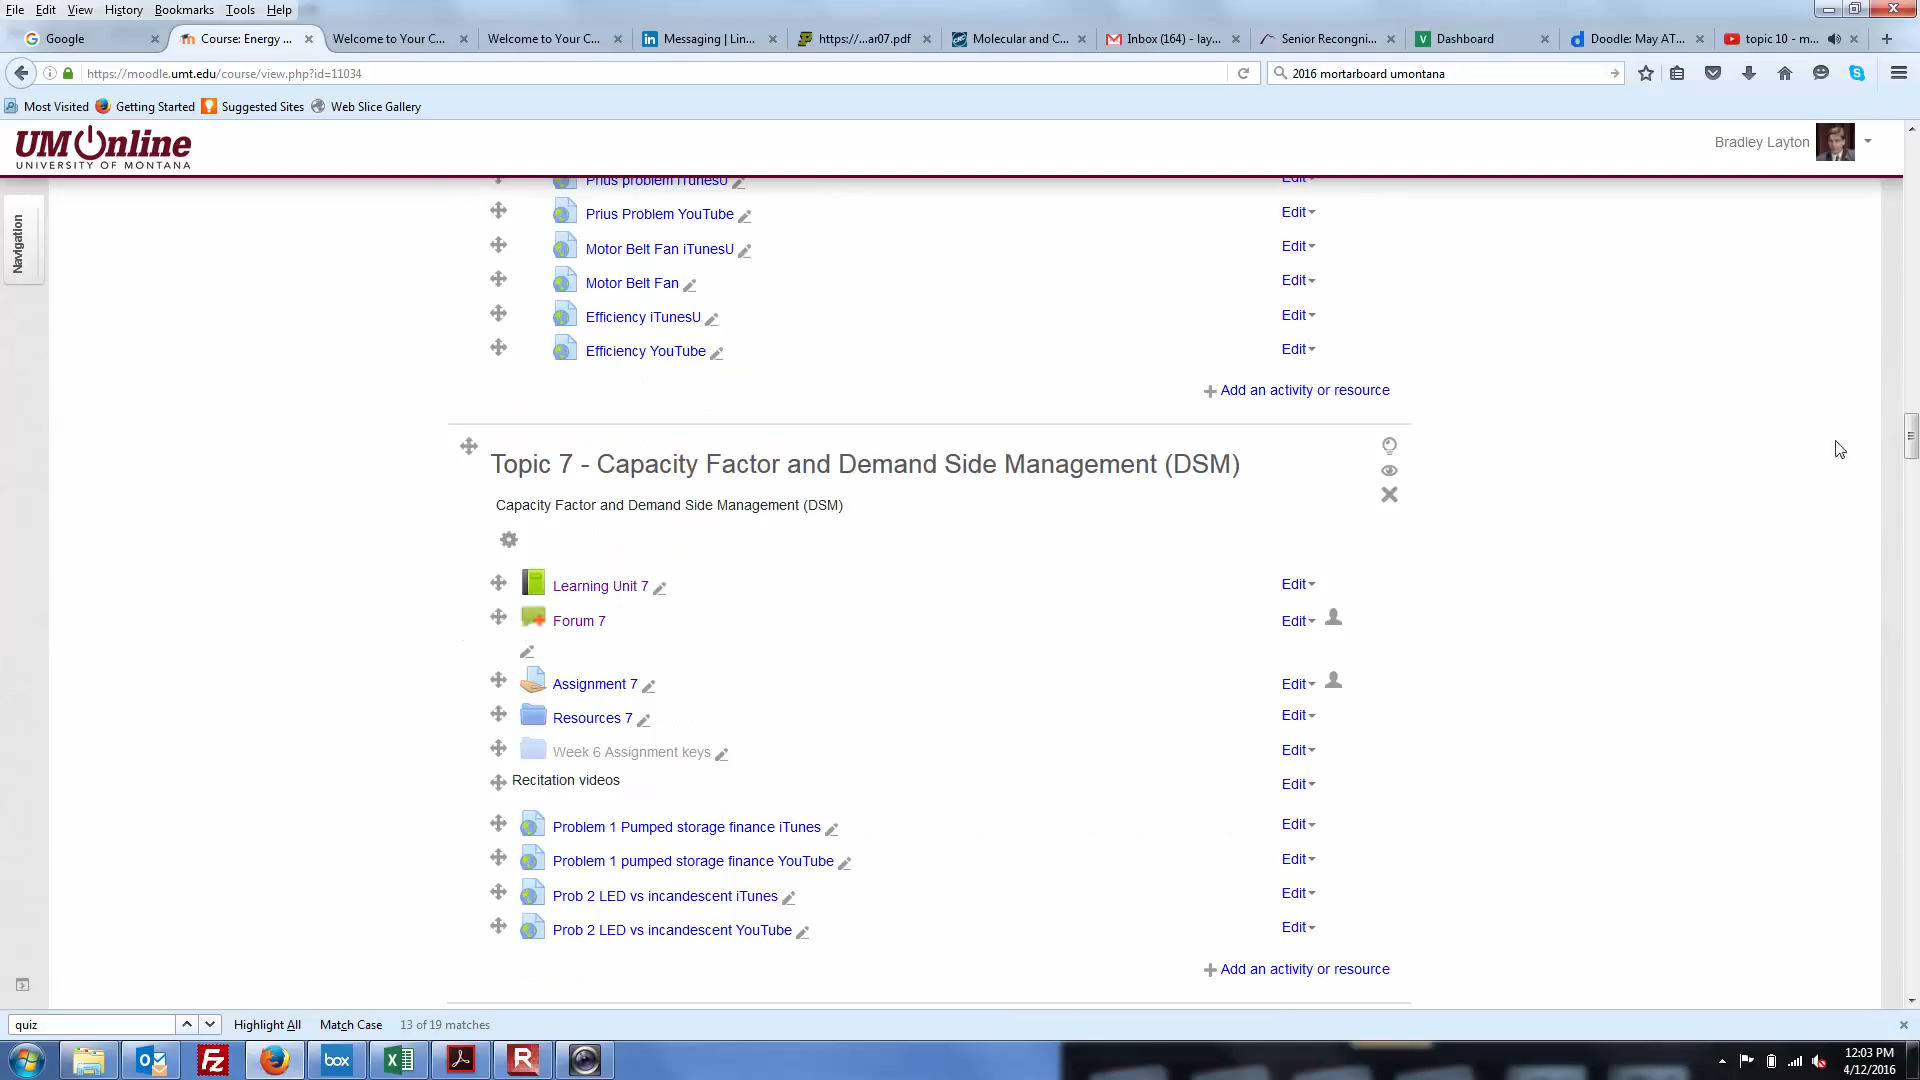 File Edit View History Bookmarks Tools Help
Google
Course: Energy ...
Welcome to Your C...
Welcome to Your C...
Messaging | Lin...
https://...ar07.pdf
Molecular and C...
Inbox (164) - lay...
Senior Recongni...
Dashboard
Doodle: May AT...
topic 10 - m...
https://moodle.umt.edu/course/view.php?id=11034
2016 mortarboard umontana
Most Visited Getting Started Suggested Sites Web Slice Gallery
UMOnline
UNIVERSITY OF MONTANA
Bradley Layton
Navigation
Prius problem iTunesU Edit
Prius Problem YouTube Edit
Motor Belt Fan iTunesU Edit
Motor Belt Fan Edit
Efficiency iTunesU Edit
Efficiency YouTube Edit
Add an activity or resource
Topic 7 - Capacity Factor and Demand Side Management (DSM)
Capacity Factor and Demand Side Management (DSM)
Learning Unit 7 Edit
Forum 7 Edit
Assignment 7 Edit
Resources 7 Edit
Week 6 Assignment keys Edit
Recitation videos Edit
Problem 1 Pumped storage finance iTunes Edit
Problem 1 pumped storage finance YouTube Edit
Prob 2 LED vs incandescent iTunes Edit
Prob 2 LED vs incandescent YouTube Edit
Add an activity or resource
quiz Highlight All Match Case 13 of 19 matches
box
12:03 PM
4/12/2016